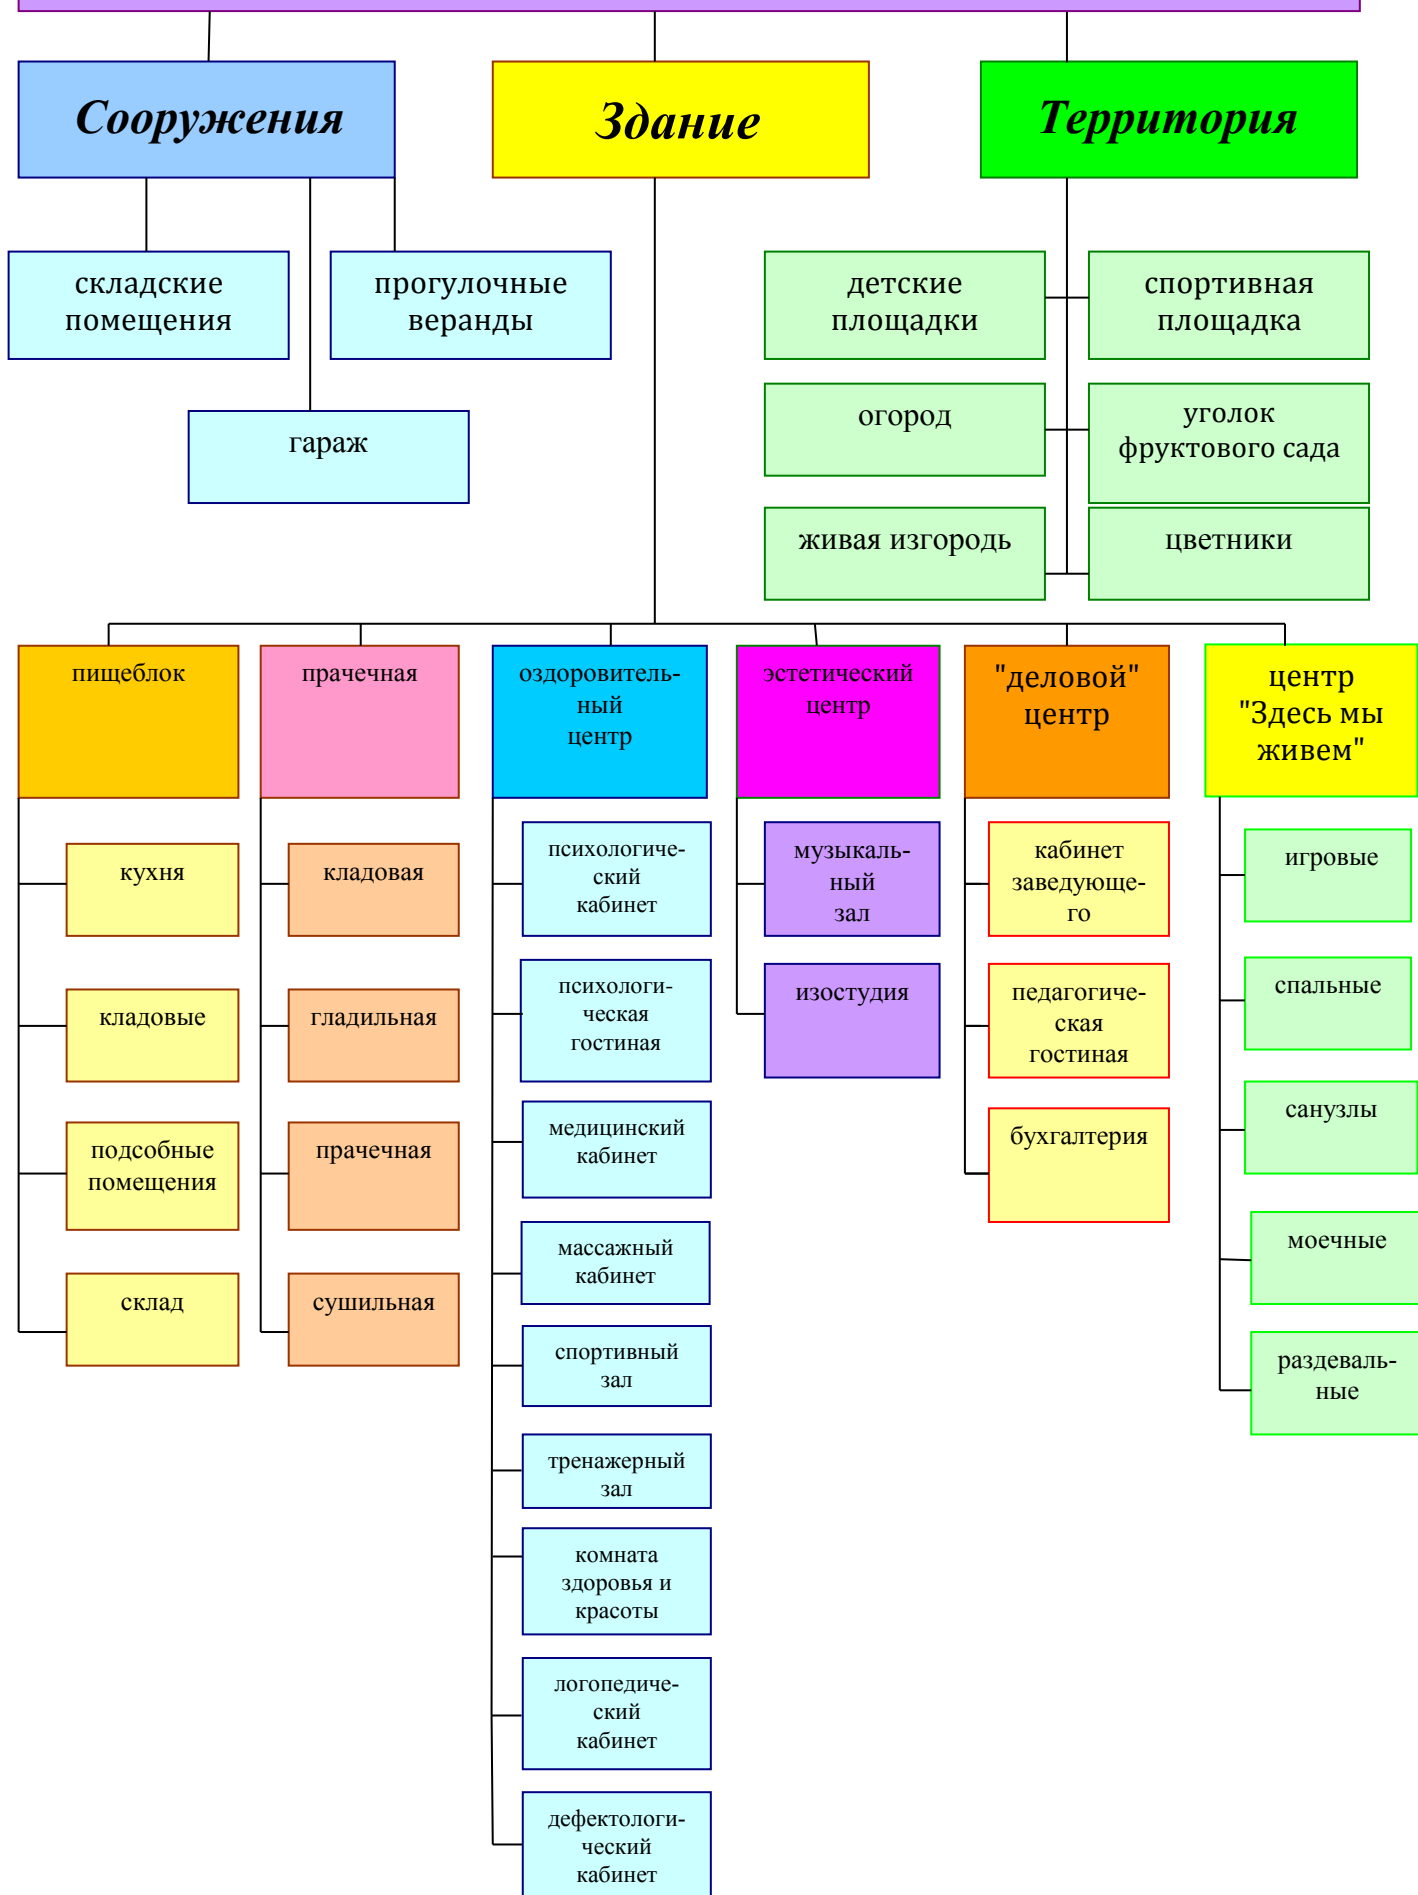 Сооружения
Здание
Территория
складские
помещения
прогулочные
веранды
гараж
детские
площадки
спортивная
площадка
огород
уголок
фруктового сада
живая изгородь
цветники
пищеблок
прачечная
оздоровитель-
ный
центр
эстетический
центр
"деловой"
центр
центр
"Здесь мы
живем"
кухня
кладовые
подсобные
помещения
склад
кладовая
гладильная
прачечная
сушильная
психологиче-
ский
кабинет
психологи-
ческая
гостиная
медицинский
кабинет
массажный
кабинет
спортивный
зал
тренажерный
зал
комната
здоровья и
красоты
логопедиче-
ский
кабинет
дефектологи-
ческий
кабинет
музыкаль-
ный
зал
изостудия
кабинет
заведующе-
го
педагогиче-
ская
гостиная
бухгалтерия
игровые
спальные
санузлы
моечные
раздеваль-
ные